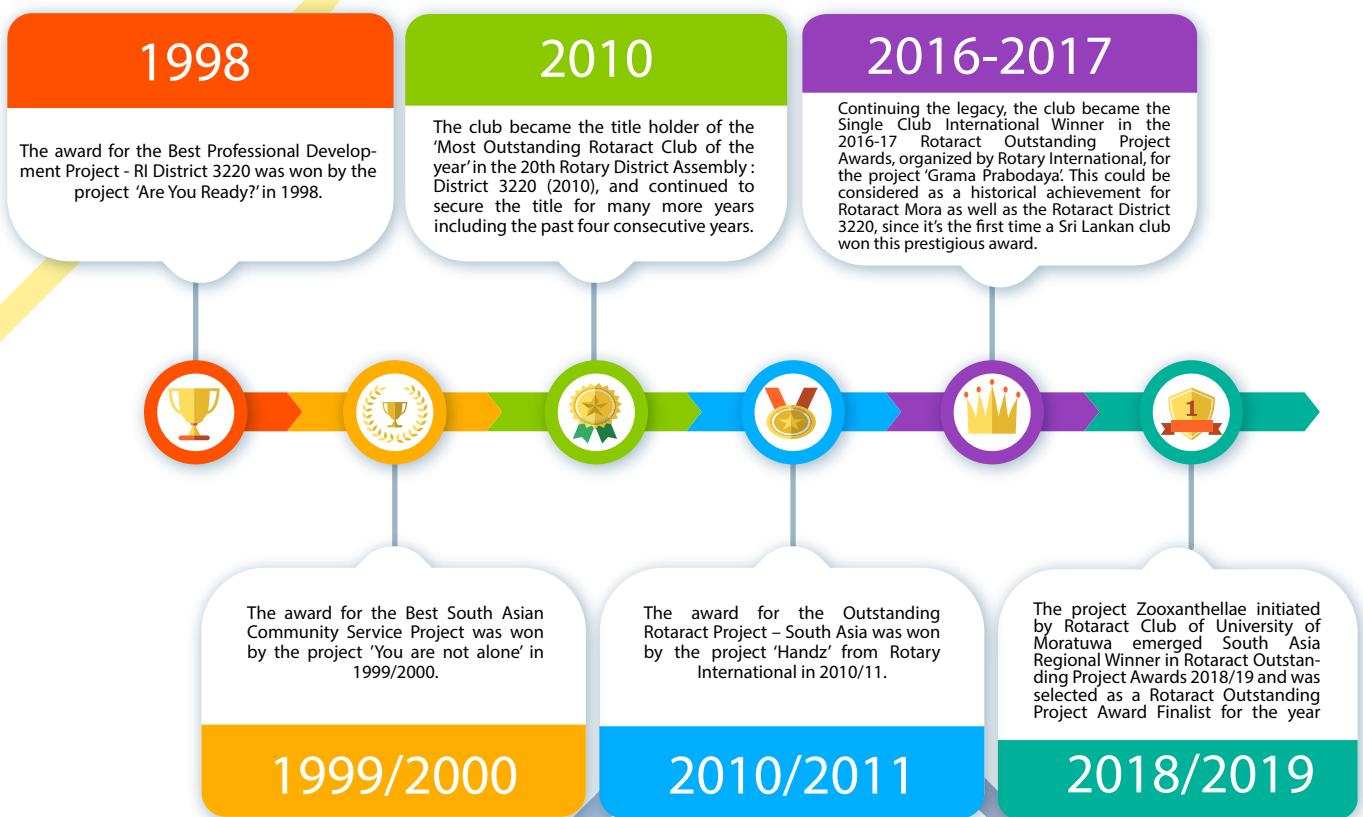 1998
The award for the Best Professional Develop-
ment Project - RI District 3220 was won by the
project ‘Are You Ready?’ in 1998.
2010
The club became the title holder of the
‘Most Outstanding Rotaract Club of the
year’ in the 20th Rotary District Assembly :
District 3220 (2010), and continued to
secure the title for many more years
including the past four consecutive years.
2016-2017
Continuing the legacy, the club became the
Single Club International Winner in the
2016-17 Rotaract Outstanding Project
Awards, organized by Rotary International, for
the project ‘Grama Prabodaya’. This could be
considered as a historical achievement for
Rotaract Mora as well as the Rotaract District
3220, since it’s the first time a Sri Lankan club
won this prestigious award.
1
The award for the Best South Asian
Community Service Project was won
by the project ’You are not alone’ in
1999/2000.
1999/2000
The award for the Outstanding
Rotaract Project – South Asia was won
by the project ‘Handz’ from Rotary
International in 2010/11.
2010/2011
The project Zooxanthellae initiated
by Rotaract Club of University of
Moratuwa emerged South Asia
Regional Winner in Rotaract Outstan-
ding Project Awards 2018/19 and was
selected as a Rotaract Outstanding
Project Award Finalist for the year
2018/2019